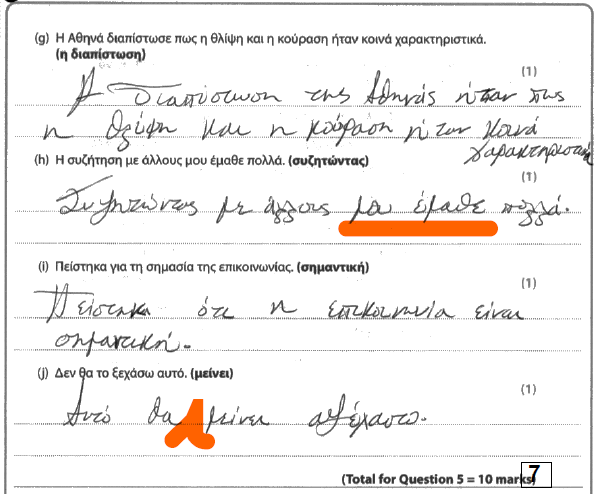 (g) Η Αθηνά διαπίστωσε πως η θλίψη και η κούραση ήταν κοινά χαρακτηριστικά.
(η διαπίστωση)
(1)
Η διαπίστωση της Αθηνάς ήταν πως
η θλίψη και η κούραση ήταν κοινά
χαρακτηριστικά
(h) Η συζήτηση με άλλους μου έμαθε πολλά. (συζητώντας)
(1)
Συζητώντας με άλλους μου έμαθε πολλά.
(i) Πείστηκα για τη σημασία της επικοινωνίας. (σημαντική)
(1)
Πείστηκα ότι η επικοινωνία είναι
σημαντική.
(j) Δεν θα το ξεχάσω αυτό. (μείνει)
(1)
Αυτό θα μείνει αξέχαστο.
(Total for Question 5 = 10 marks)
7